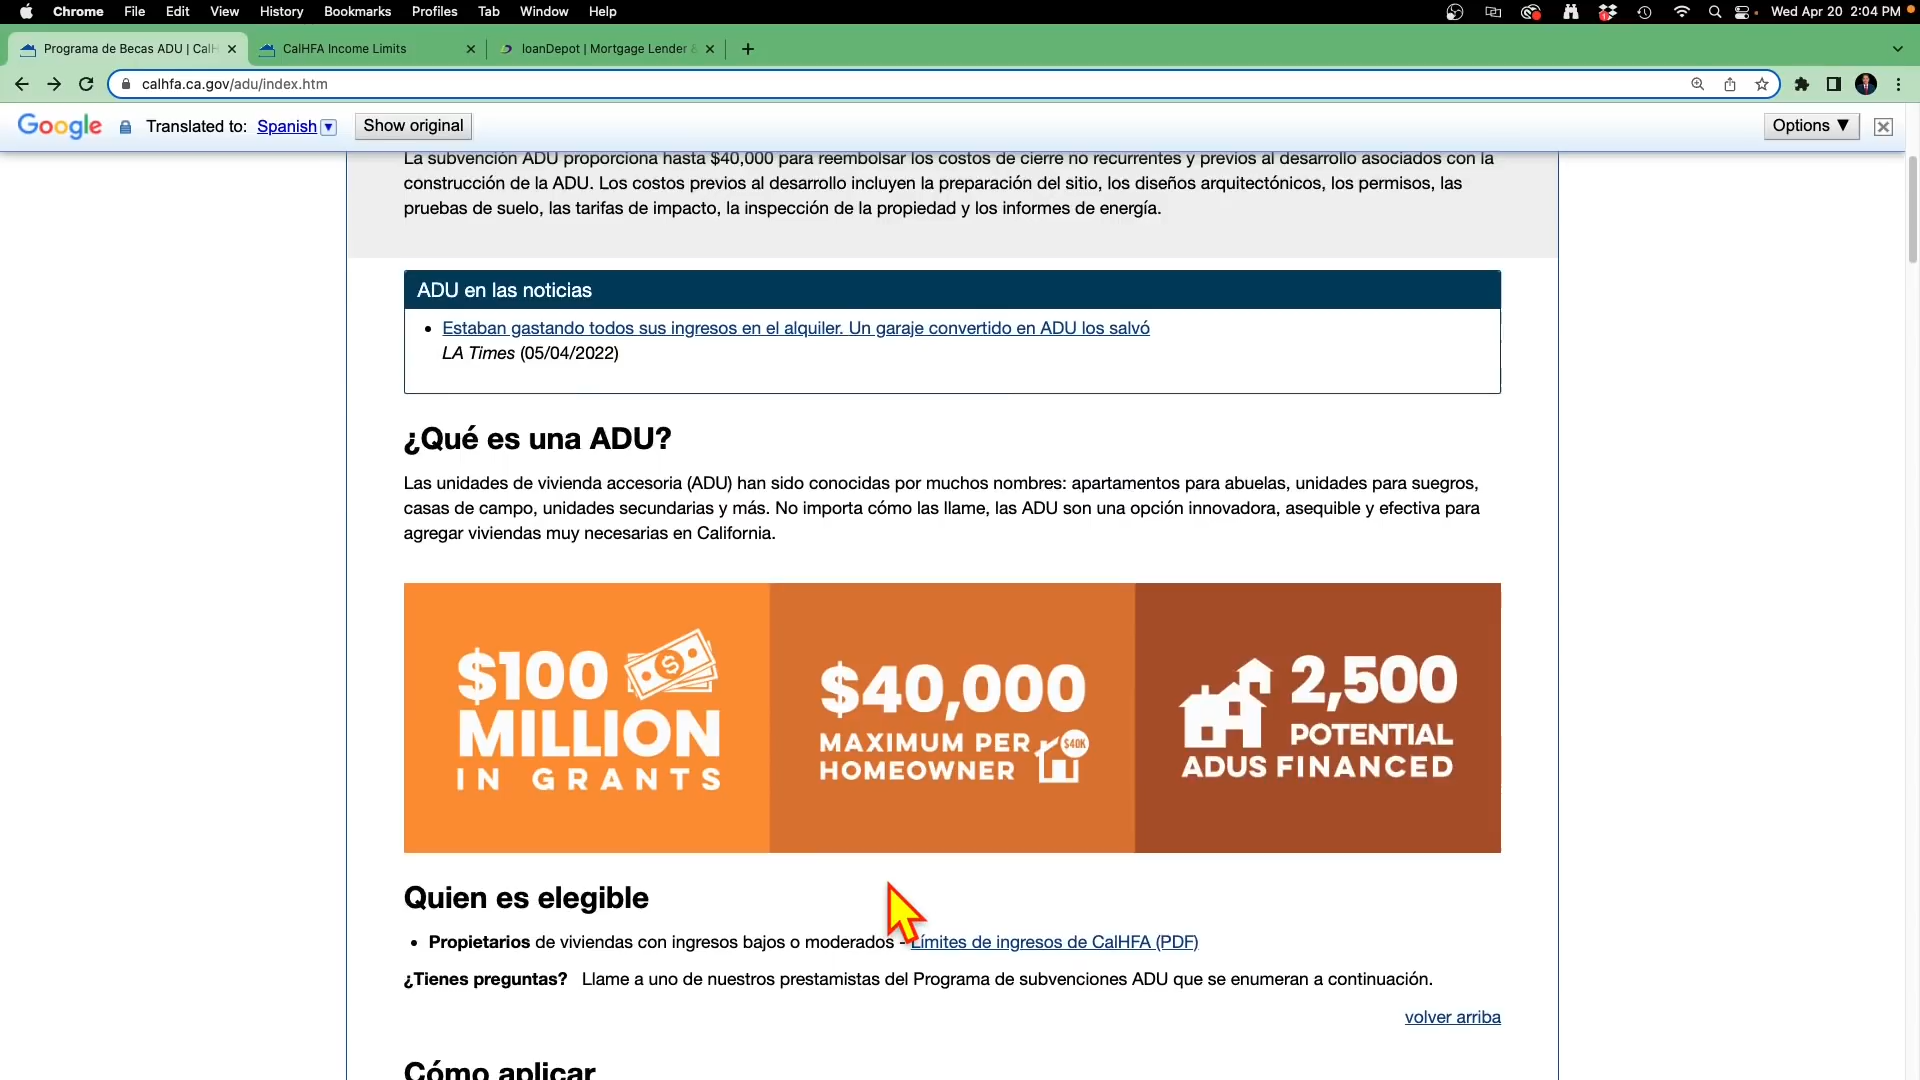 Chrome File Edit View History Bookmarks Profiles Tab Window Help Wed Apr 20 2:04 PM
Programa de Becas ADU | CalH CalHFA Income Limits loanDepot | Mortgage Lender &
calhfa.ca.gov/adu/index.htm
Google Translated to: Spanish Show original Options ▼
La subvención ADU proporciona hasta $40,000 para reembolsar los costos de cierre no recurrentes y previos al desarrollo asociados con la
construcción de la ADU. Los costos previos al desarrollo incluyen la preparación del sitio, los diseños arquitectónicos, los permisos, las
pruebas de suelo, las tarifas de impacto, la inspección de la propiedad y los informes de energía.
ADU en las noticias
• Estaban gastando todos sus ingresos en el alquiler. Un garaje convertido en ADU los salvó
LA Times (05/04/2022)
¿Qué es una ADU?
Las unidades de vivienda accesoria (ADU) han sido conocidas por muchos nombres: apartamentos para abuelas, unidades para suegros,
casas de campo, unidades secundarias y más. No importa cómo las llame, las ADU son una opción innovadora, asequible y efectiva para
agregar viviendas muy necesarias en California.
$100
MILLION
IN GRANTS
$40,000
MAXIMUM PER
HOMEOWNER
$40K
2,500
POTENTIAL
ADUS FINANCED
Quien es elegible
• Propietarios de viviendas con ingresos bajos o moderados - Límites de ingresos de CalHFA (PDF)
¿Tienes preguntas? Llame a uno de nuestros prestamistas del Programa de subvenciones ADU que se enumeran a continuación.
volver arriba
Cómo aplicar